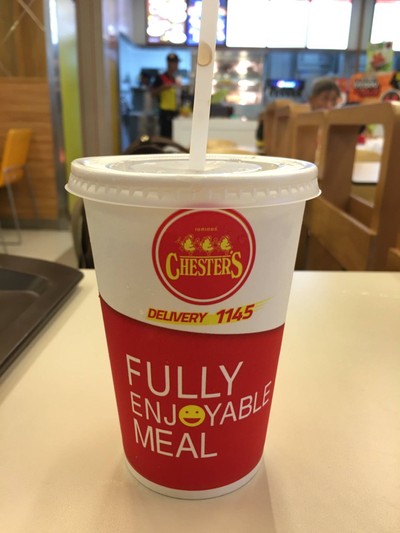 CHESTER'S
DELIVERY 1145
FULLY
ENJOYABLE
MEAL